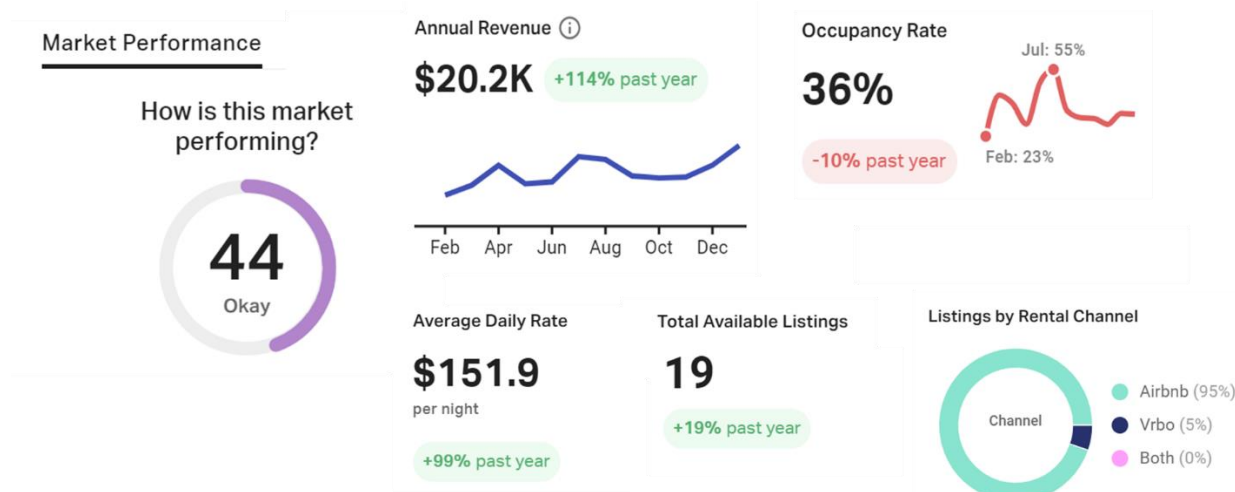 Market Performance
How is this market
performing?
44
Okay
Annual Revenue
$20.2K
+114% past year
Feb
Apr
Jun
Aug
Oct
Dec
Occupancy Rate
36%
-10% past year
Jul: 55%
Feb: 23%
Average Daily Rate
$151.9
per night
+99% past year
Total Available Listings
19
+19% past year
Listings by Rental Channel
Channel
Airbnb (95%)
Vrbo (5%)
Both (0%)